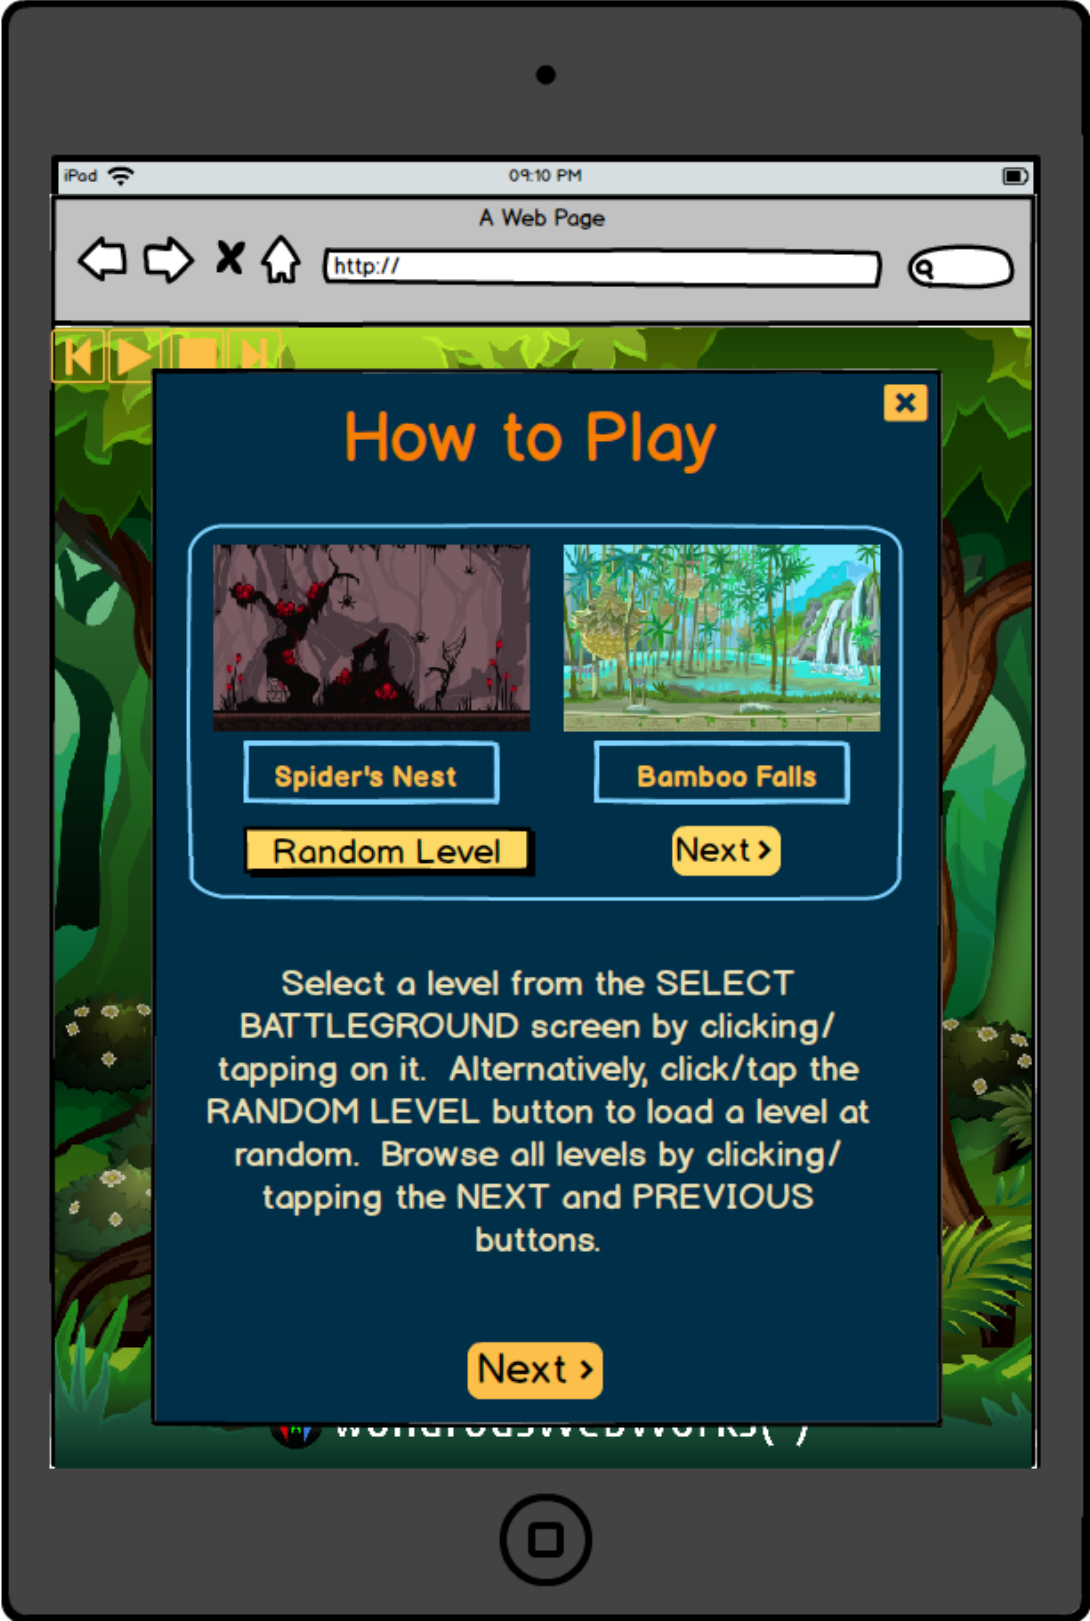 iPad 09:10 PM
A Web Page
http://
How to Play
Spider's Nest Bamboo Falls
Random Level Next >
Select a level from the SELECT
BATTLEGROUND screen by clicking/
tapping on it.  Alternatively, click/tap the
RANDOM LEVEL button to load a level at
random.  Browse all levels by clicking/
tapping the NEXT and PREVIOUS
buttons.
Next >